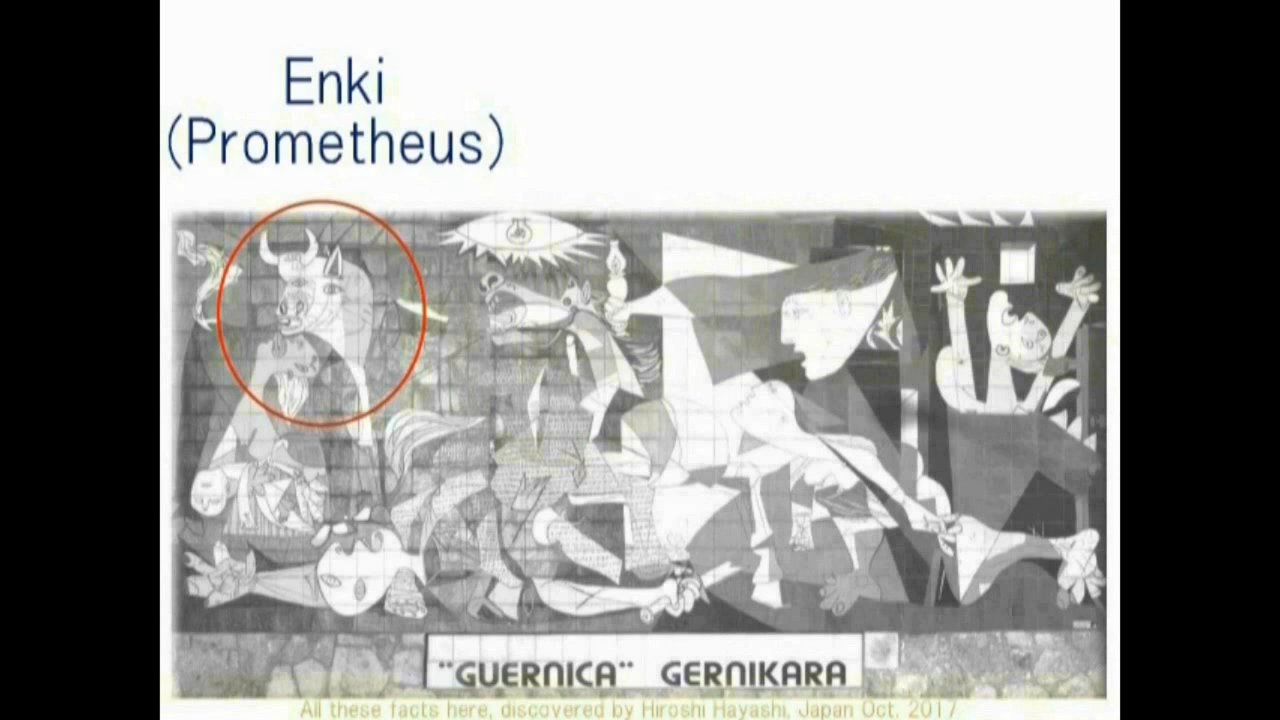 Enki
(Prometheus)
"GUERNICA" GERNIKARA
All these facts here, discovered by Hiroshi Hayashi, Japan Oct. 2017